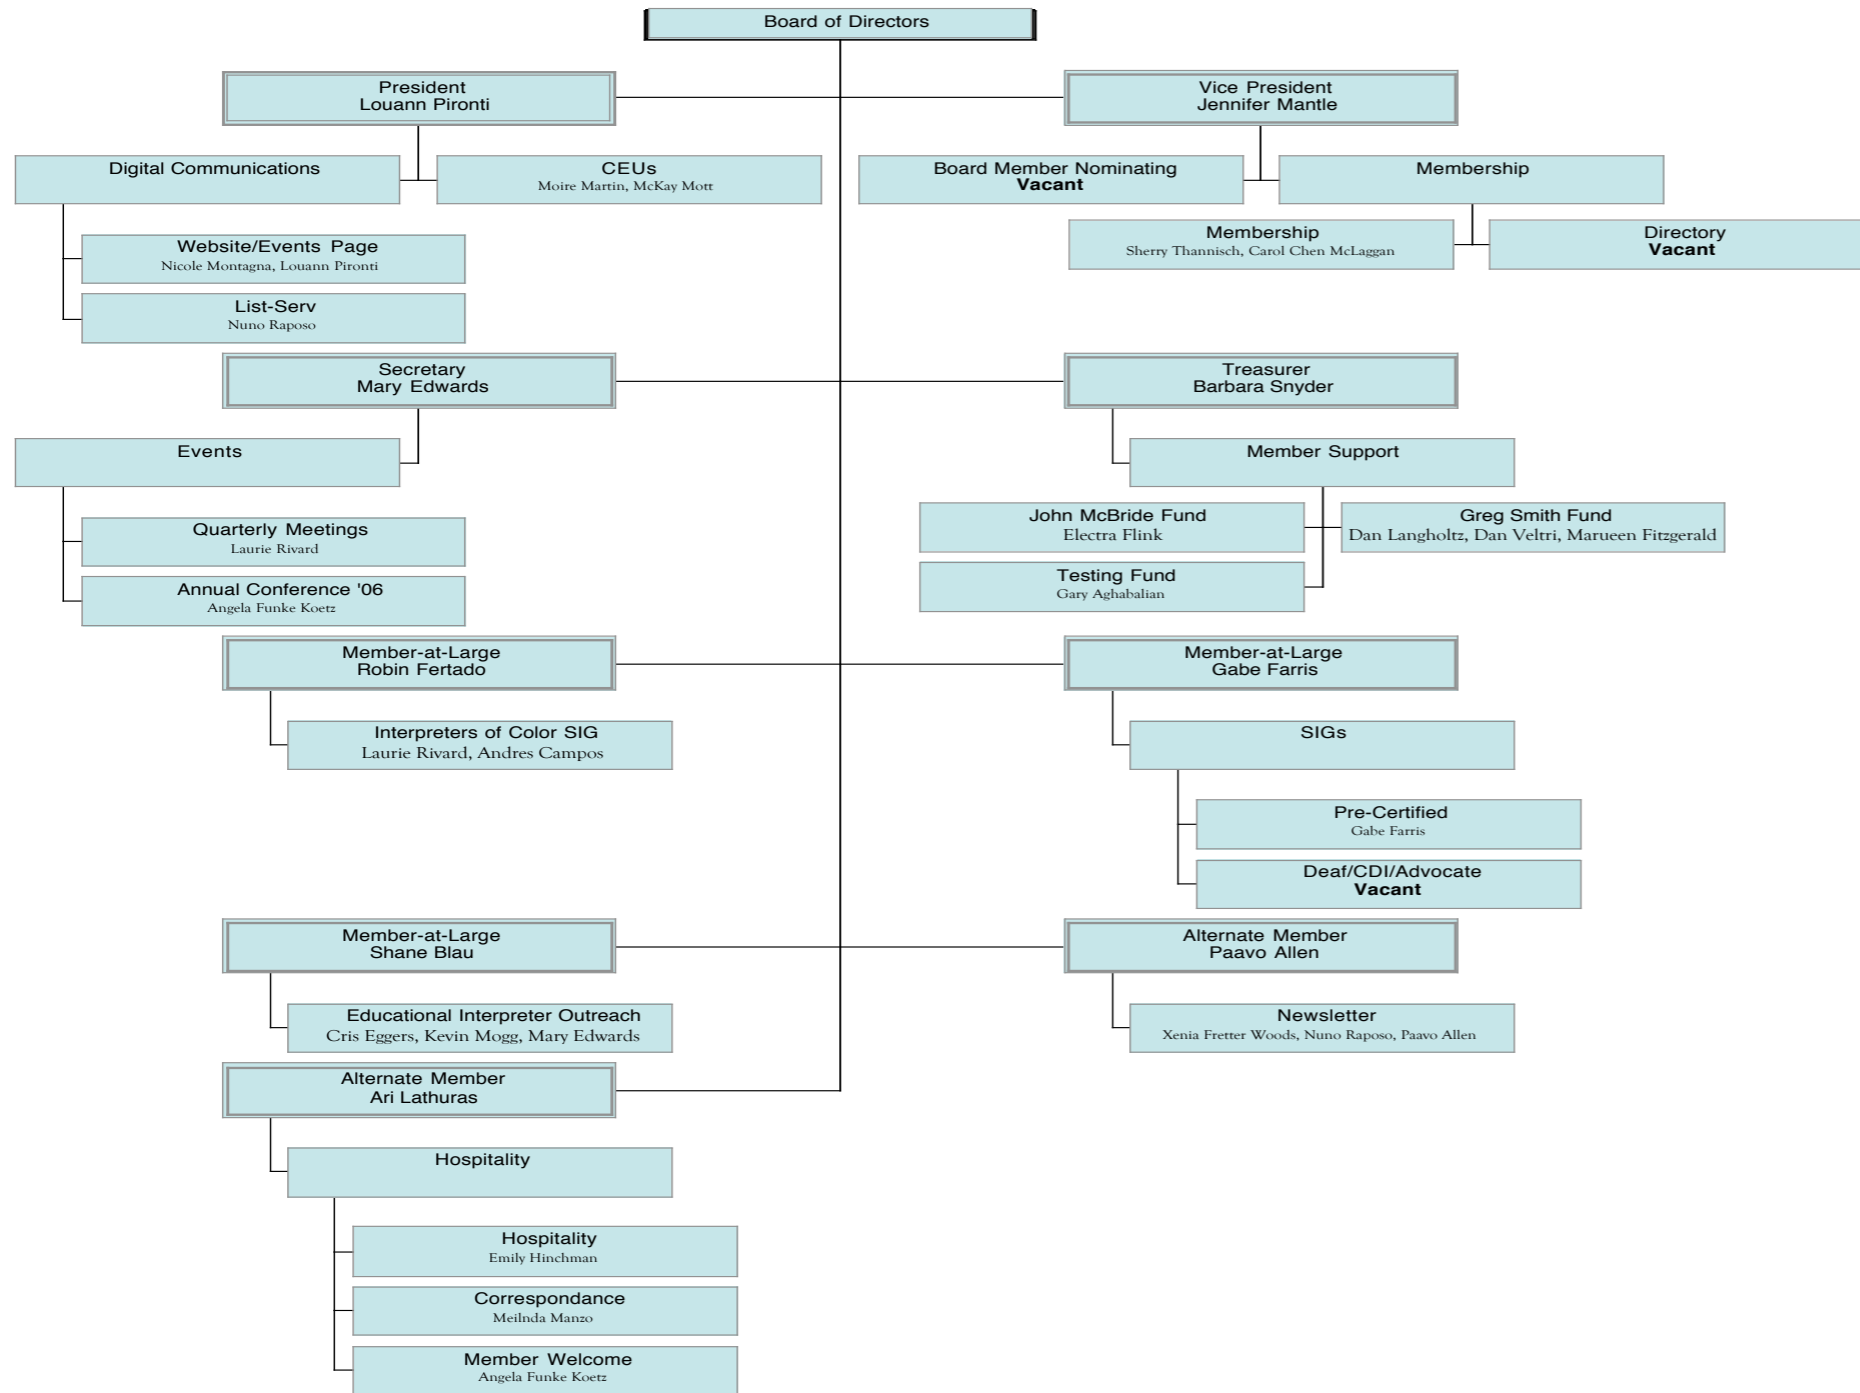 Board of Directors
President
Louann Pironti
Vice President
Jennifer Mantle
Digital Communications
CEUs
Moire Martin, McKay Mott
Board Member Nominating
Vacant
Membership
Website/Events Page
Nicole Montagna, Louann Pironti
List-Serv
Nuno Raposo
Membership
Sherry Thannisch, Carol Chen McLaggan
Directory
Vacant
Secretary
Mary Edwards
Treasurer
Barbara Snyder
Events
Quarterly Meetings
Laurie Rivard
Annual Conference '06
Angela Funke Koetz
Member Support
John McBride Fund
Electra Flink
Greg Smith Fund
Dan Langholtz, Dan Veltri, Marueen Fitzgerald
Testing Fund
Gary Aghabalian
Member-at-Large
Robin Fertado
Member-at-Large
Gabe Farris
Interpreters of Color SIG
Laurie Rivard, Andres Campos
SIGs
Pre-Certified
Gabe Farris
Deaf/CDI/Advocate
Vacant
Member-at-Large
Shane Blau
Alternate Member
Paavo Allen
Educational Interpreter Outreach
Cris Eggers, Kevin Mogg, Mary Edwards
Newsletter
Xenia Fretter Woods, Nuno Raposo, Paavo Allen
Alternate Member
Ari Lathuras
Hospitality
Hospitality
Emily Hinchman
Correspondance
Meilnda Manzo
Member Welcome
Angela Funke Koetz